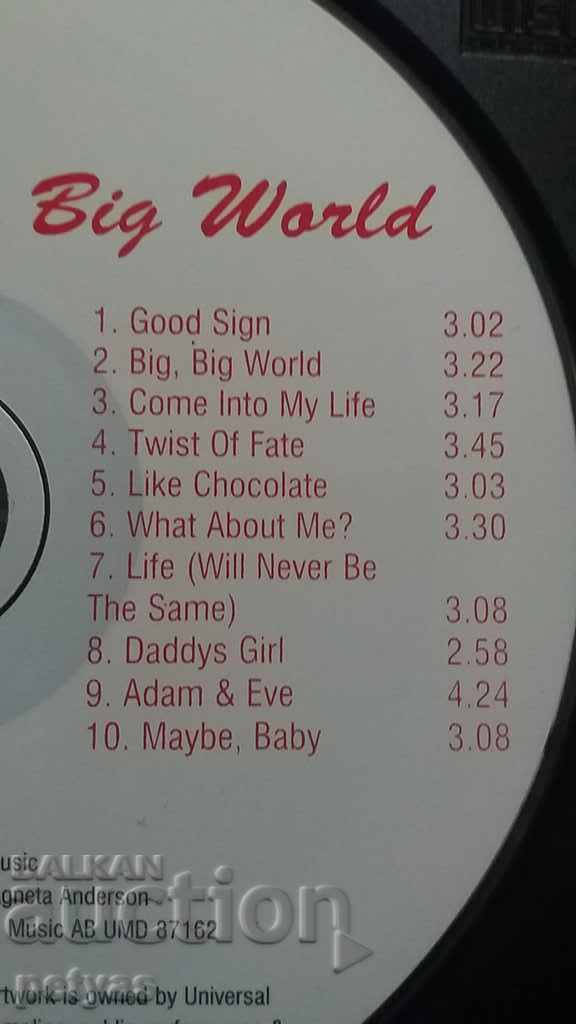 Big World
1. Good Sign 3.02
2. Big, Big World 3.22
3. Come Into My Life 3.17
4. Twist Of Fate 3.45
5. Like Chocolate 3.03
6. What About Me? 3.30
7. Life (Will Never Be
The Same) 3.08
8. Daddys Girl 2.58
9. Adam & Eve 4.24
10. Maybe, Baby 3.08
usic
BALKAN
gneta Anderson
auction
Music AB UMD 87162
petyas
twork is owned by Universal